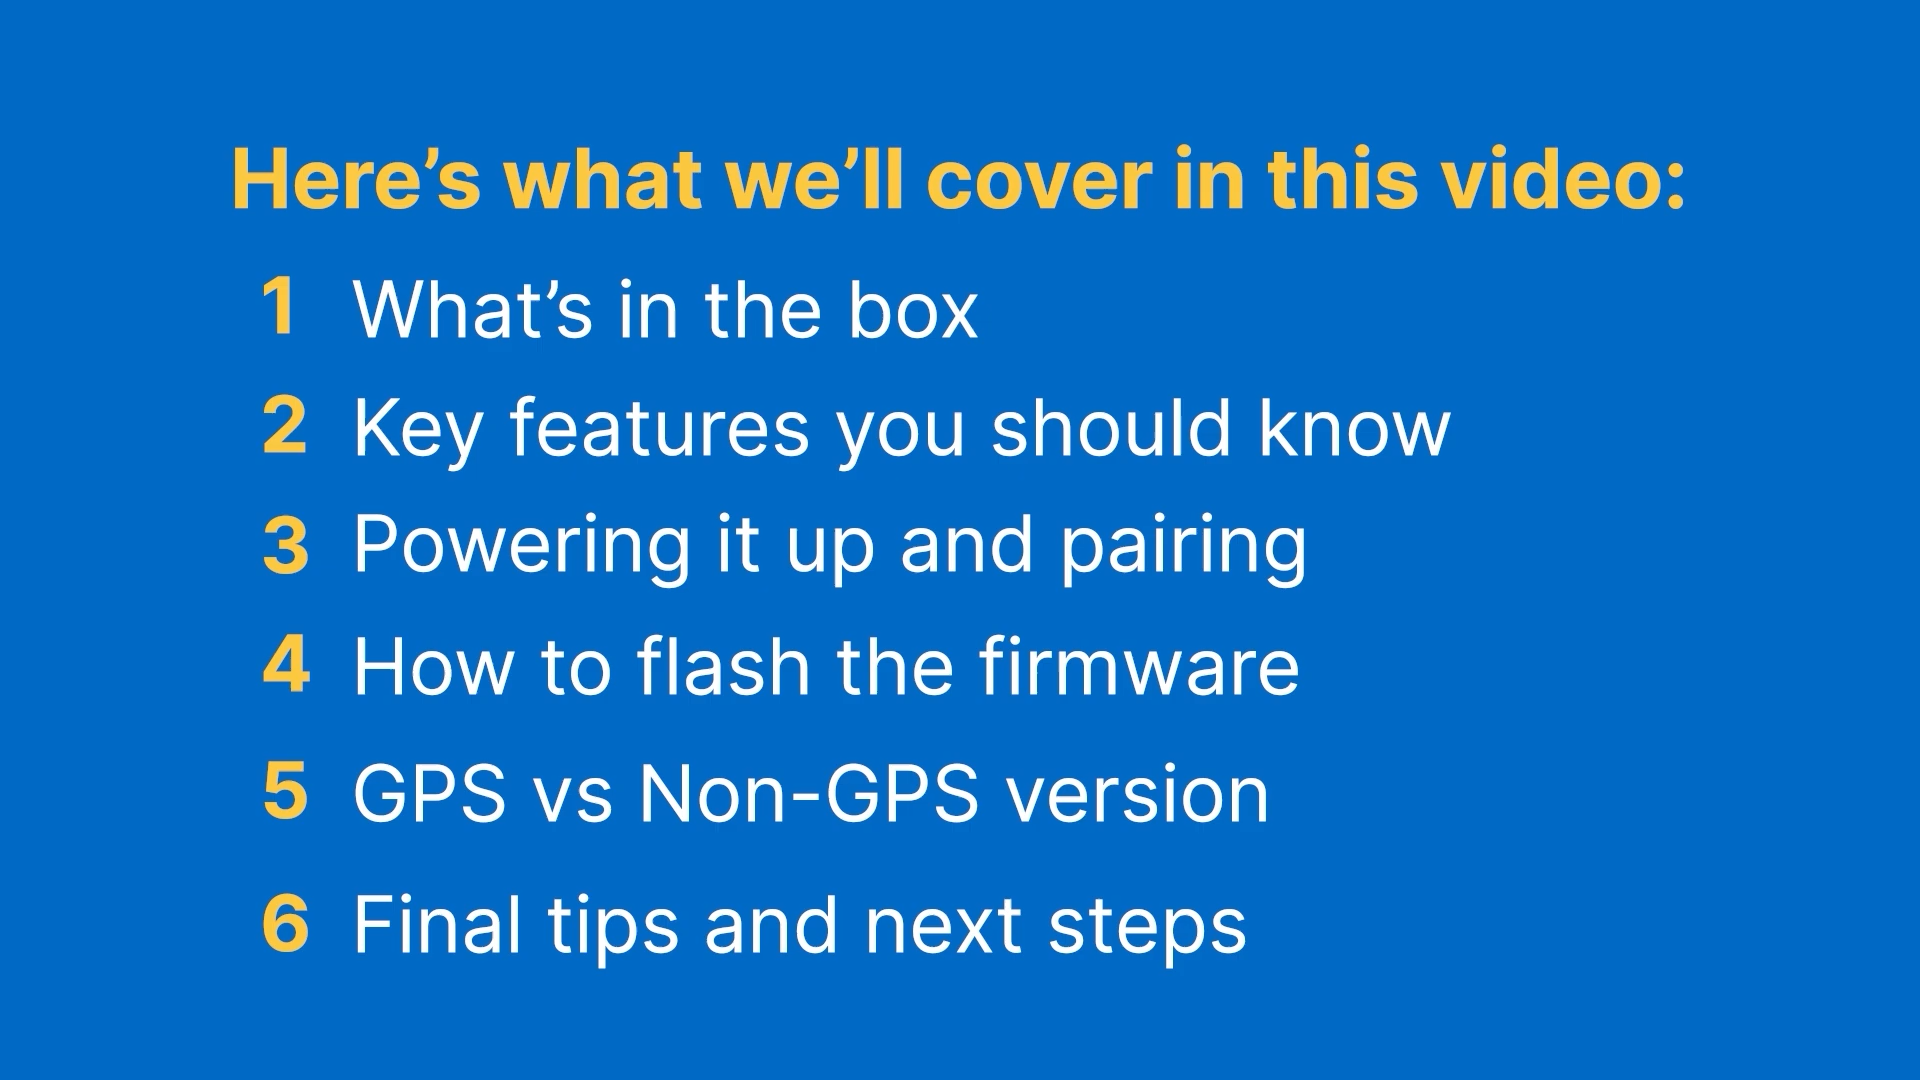 Here’s what we’ll cover in this video:
1 What’s in the box
2 Key features you should know
3 Powering it up and pairing
4 How to flash the firmware
5 GPS vs Non-GPS version
6 Final tips and next steps